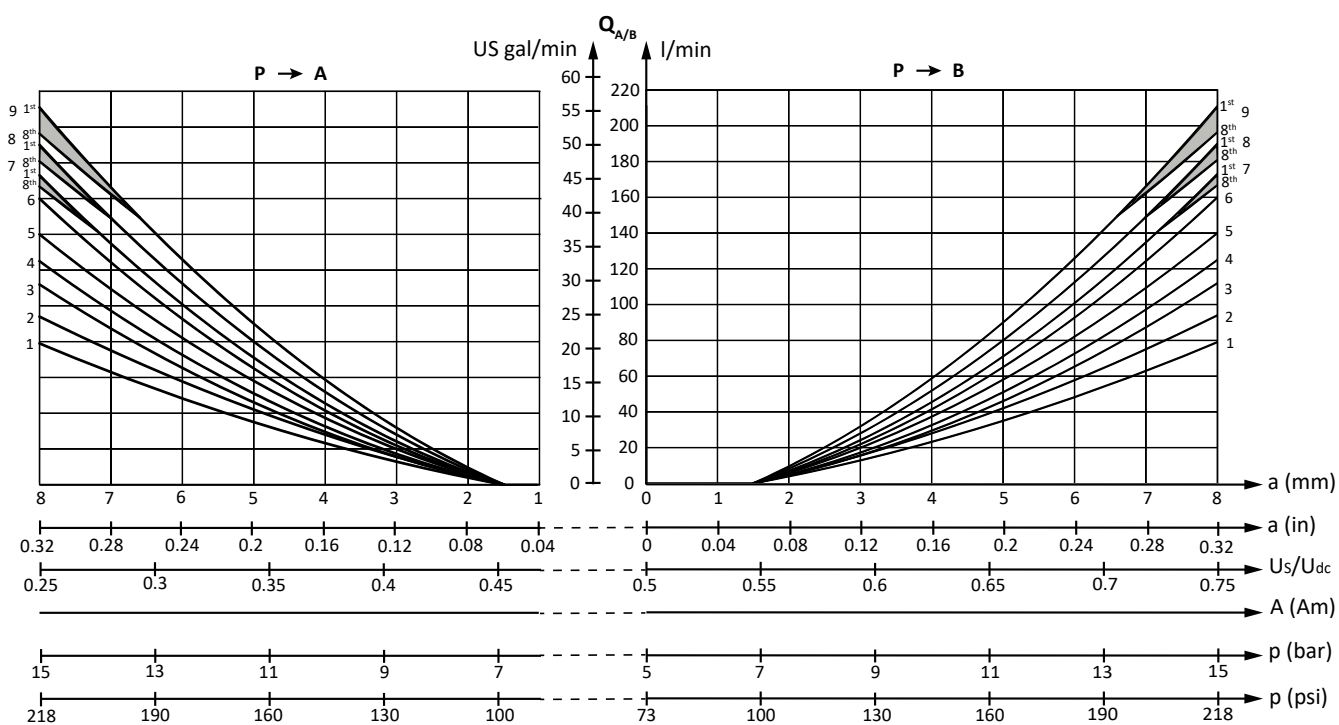 Q A/B
US gal/min
l/min
P → A
P → B
60
55
50
45
40
35
30
25
20
15
10
5
0
220
200
180
160
140
120
100
80
60
40
20
0
9 1st
8th
8 1st
8th
7 1st
8th
6
5
4
3
2
1
1st 9
8th
1st 8
8th
1st 7
8th
6
5
4
3
2
1
8 7 6 5 4 3 2 1 0 1 2 3 4 5 6 7 8 a (mm)
0.32 0.28 0.24 0.2 0.16 0.12 0.08 0.04 0 0.04 0.08 0.12 0.16 0.2 0.24 0.28 0.32 a (in)
0.25 0.3 0.35 0.4 0.45 0.5 0.55 0.6 0.65 0.7 0.75 Us/Udc
A (Am)
15 13 11 9 7 5 7 9 11 13 15 p (bar)
218 190 160 130 100 73 100 130 160 190 218 p (psi)